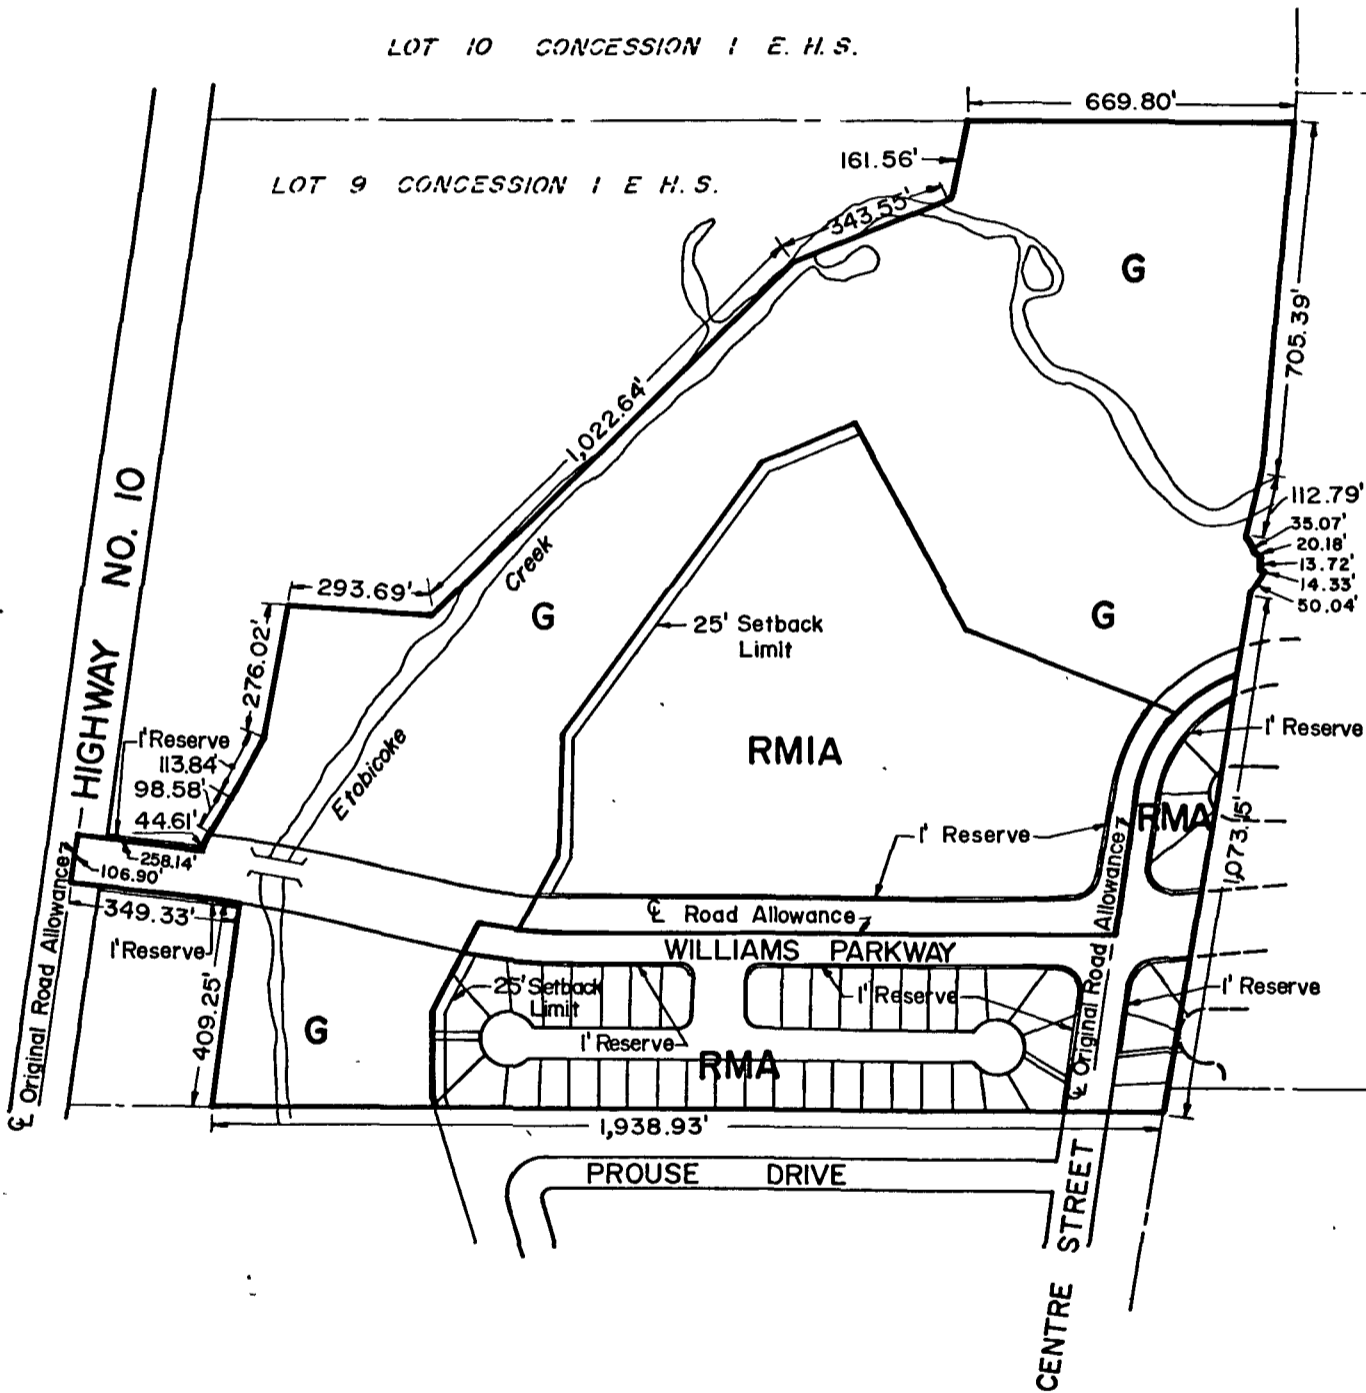 LOT 10 CONCESSION 1 E. H. S.
669.80'
161.56'
LOT 9 CONCESSION 1 E H. S.
343.55'
G
705.39'
1,022.64'
HIGHWAY NO. 10
112.79'
35.07'
20.18'
13.72'
14.33'
50.04'
293.69'
Creek
G
G
25' Setback
Limit
276.02'
1' Reserve
1' Reserve
113.84'
98.58'
44.61'
258.14'
106.90'
Etobicoke
RM1A
RMA
1' Reserve
1,073.15'
349.33'
1' Reserve
℄ Road Allowance
WILLIAMS PARKWAY
℄ Original Road Allowance
℄ Original Road Allowance
409.25'
G
25' Setback
Limit
1' Reserve
1' Reserve
1' Reserve
RMA
1,938.93'
PROUSE DRIVE
CENTRE STREET